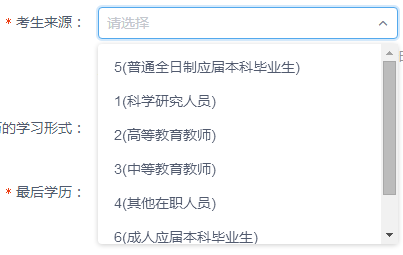 * 考生来源： 请选择
5(普通全日制应届本科毕业生)
1(科学研究人员)
的学习形式：
2(高等教育教师)
3(中等教育教师)
* 最后学历：
4(其他在职人员)
6(成人应届本科毕业生)